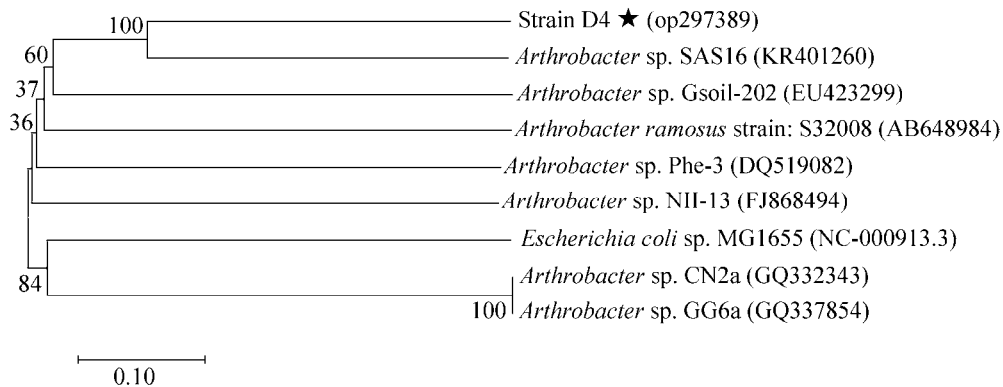 100
Strain D4 ★ (op297389)
60
Arthrobacter sp. SAS16 (KR401260)
37
Arthrobacter sp. Gsoil-202 (EU423299)
36
Arthrobacter ramosus strain: S32008 (AB648984)
Arthrobacter sp. Phe-3 (DQ519082)
Arthrobacter sp. NII-13 (FJ868494)
Escherichia coli sp. MG1655 (NC-000913.3)
84
Arthrobacter sp. CN2a (GQ332343)
100
Arthrobacter sp. GG6a (GQ337854)
0.10